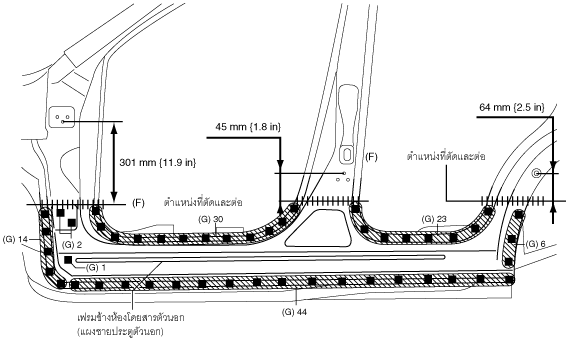 64 mm {2.5 in}
45 mm {1.8 in}
301 mm {11.9 in}
(F)
ตำแหน่งที่ตัดและต่อ
(F)
ตำแหน่งที่ตัดและต่อ
(G) 30
(G) 23
(G) 14
(G) 2
(G) 6
(G) 1
(G) 44
เฟรมข้างห้องโดยสารตัวนอก
(แผงชายประตูตัวนอก)